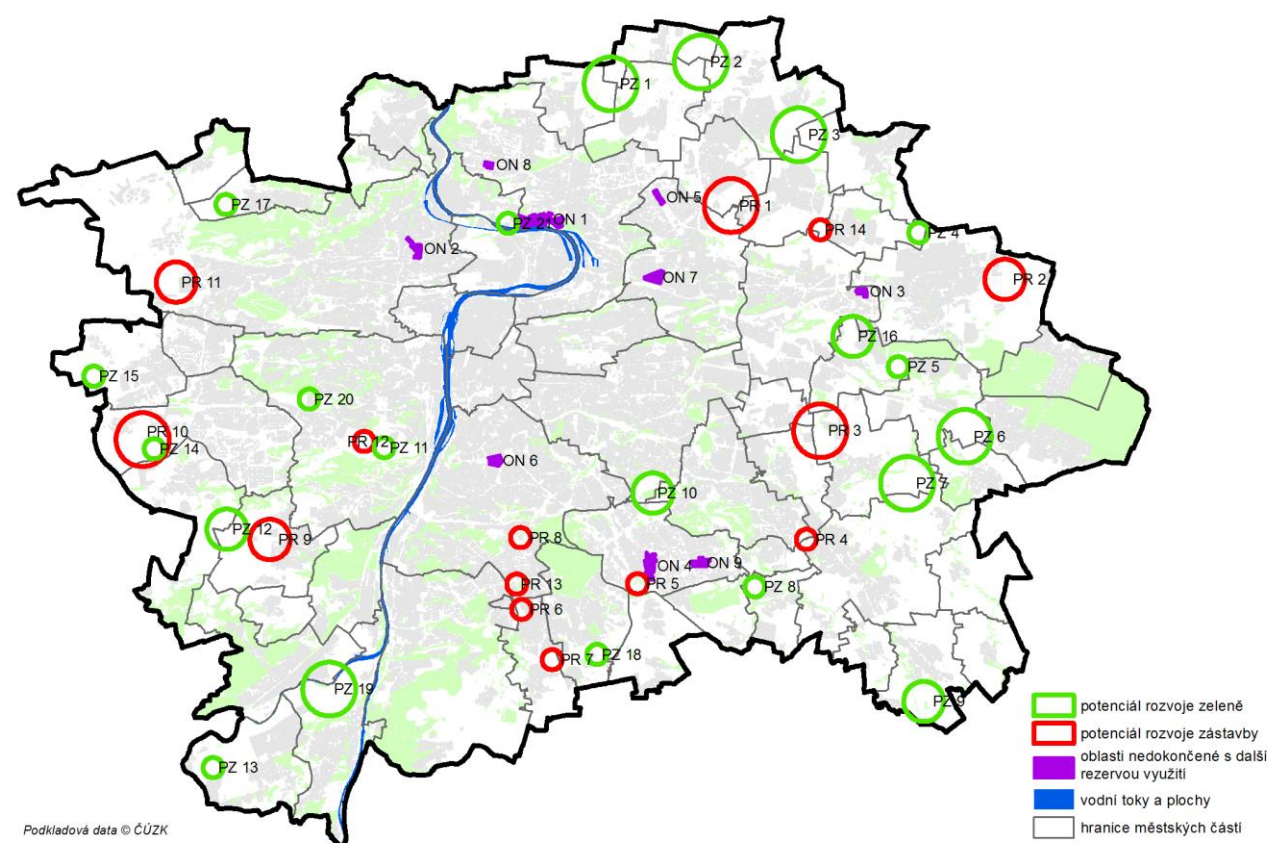 PZ 2
PZ 1
PZ 3
ON 8
ON 5
PZ 17
PR 1
PZ 21
ON 1
PR 14
PZ 4
ON 2
ON 7
PR 2
PR 11
ON 3
PZ 16
PZ 5
PZ 15
PZ 20
PR 3
PR 10
PR 12
PZ 14
PZ 11
PZ 6
ON 6
PZ 7
PZ 10
PZ 12
PR 9
PR 8
PR 4
ON 4
ON 9
PR 13
PR 5
PZ 8
PR 6
PR 7
PZ 18
PZ 19
PZ 9
PZ 13
potenciál rozvoje zeleně
potenciál rozvoje zástavby
oblasti nedokončené s další
rezervou využití
vodní toky a plochy
hranice městských částí
Podkladová data © ČÚZK